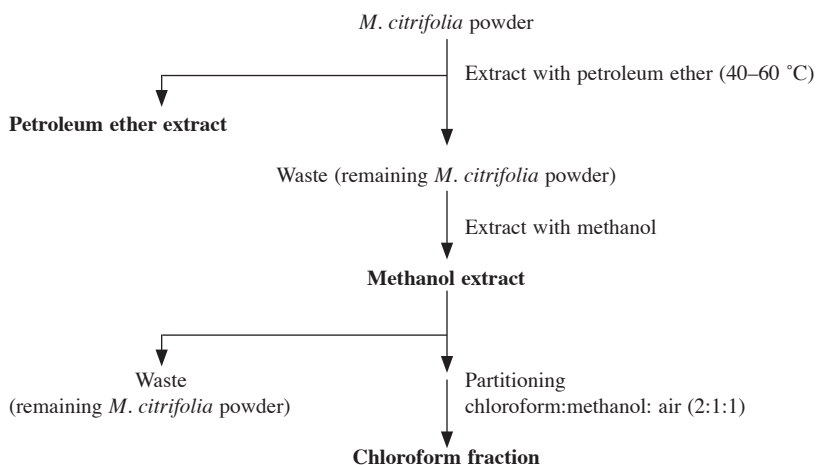 M. citrifolia powder
Extract with petroleum ether (40–60 ˚C)
Petroleum ether extract
Waste (remaining M. citrifolia powder)
Extract with methanol
Methanol extract
Waste
(remaining M. citrifolia powder)
Partitioning
chloroform:methanol: air (2:1:1)
Chloroform fraction